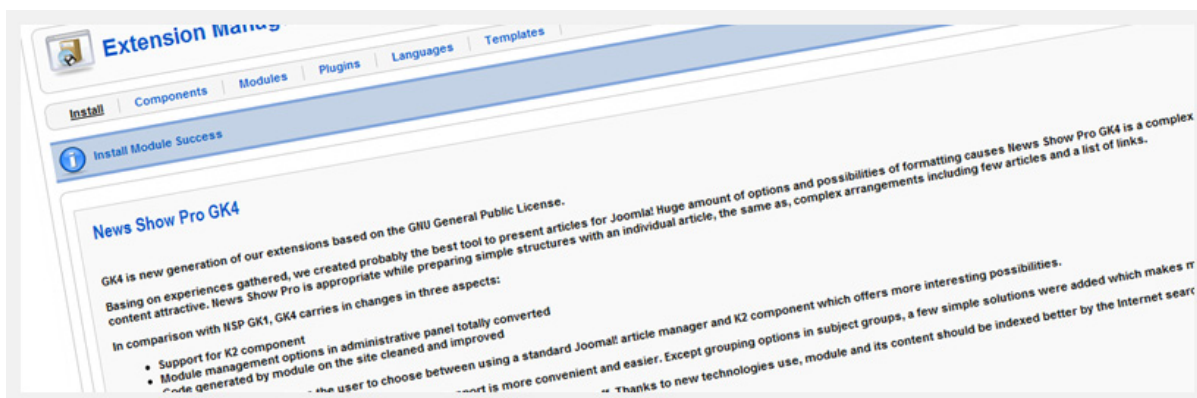 Extension
Install Components Modules Plugins Languages Templates
Install Module Success
News Show Pro GK4
GK4 is new generation of our extensions based on the GNU General Public License.
Basing on experiences gathered, we created probably the best tool to present articles for Joomla! Huge amount of options and possibilities of formatting causes News Show Pro GK4 is a complex
content attractive. News Show Pro is appropriate while preparing simple structures with an individual article, the same as, complex arrangements including few articles and a list of links.
In comparison with NSP GK1, GK4 carries in changes in three aspects:
Support for K2 component
Module management options in administrative panel totally converted
Code generated by module on the site cleaned and improved
the user to choose between using a standard Joomla! article manager and K2 component which offers more interesting possibilities.
is more convenient and easier. Except grouping options in subject groups, a few simple solutions were added which makes
Thanks to new technologies use, module and its content should be indexed better by the Internet